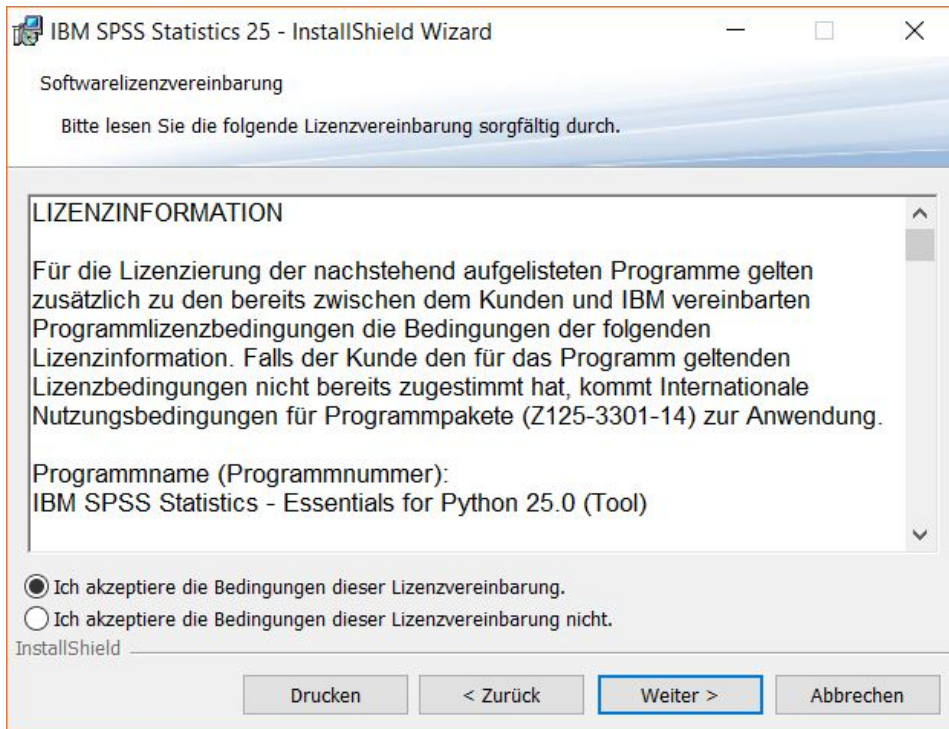 IBM SPSS Statistics 25 - InstallShield Wizard
Softwarelizenzvereinbarung
Bitte lesen Sie die folgende Lizenzvereinbarung sorgfältig durch.
LIZENZINFORMATION
Für die Lizenzierung der nachstehend aufgelisteten Programme gelten
zusätzlich zu den bereits zwischen dem Kunden und IBM vereinbarten
Programmlizenzbedingungen die Bedingungen der folgenden
Lizenzinformation. Falls der Kunde den für das Programm geltenden
Lizenzbedingungen nicht bereits zugestimmt hat, kommt Internationale
Nutzungsbedingungen für Programmpakete (Z125-3301-14) zur Anwendung.
Programmname (Programmnummer):
IBM SPSS Statistics - Essentials for Python 25.0 (Tool)
Ich akzeptiere die Bedingungen dieser Lizenzvereinbarung.
Ich akzeptiere die Bedingungen dieser Lizenzvereinbarung nicht.
InstallShield
Drucken
< Zurück
Weiter >
Abbrechen